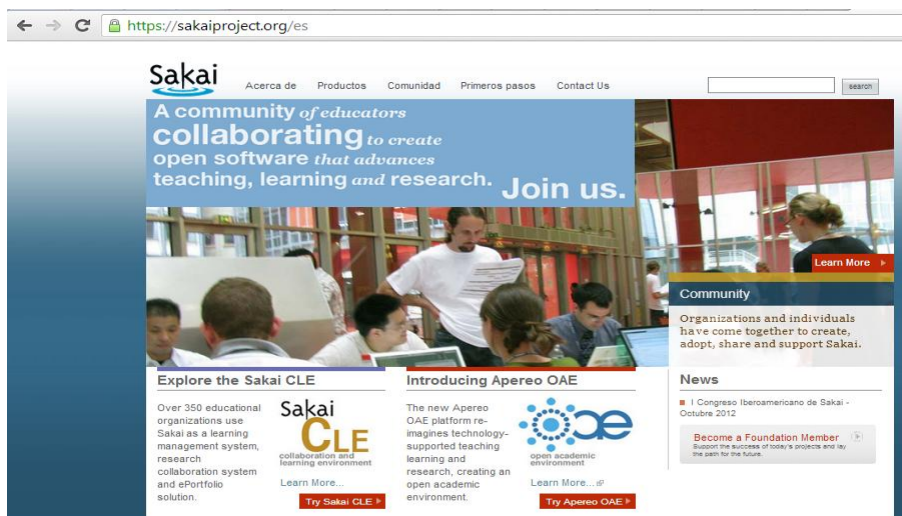 https://sakaiproject.org/es
Sakai
Acerca de Productos Comunidad Primeros pasos Contact Us
search
A community of educators
collaborating to create
open software that advances
teaching, learning and research. Join us.
Learn More
Community
Organizations and individuals
have come together to create,
adopt, share and support Sakai.
Explore the Sakai CLE
Over 350 educational
organizations use
Sakai as a learning
management system,
research
collaboration system
and ePortfolio
solution.
Sakai
CLE
collaboration and
learning environment
Learn More...
Try Sakai CLE
Introducing Apereo OAE
The new Apereo
OAE platform re-
imagines technology-
supported teaching
learning and
research, creating an
open academic
environment.
oae
open academic
environment
Learn More...
Try Apereo OAE
News
I Congreso Iberoamericano de Sakai -
Octubre 2012
Become a Foundation Member
Support the success of today's projects and lay
the path for the future.